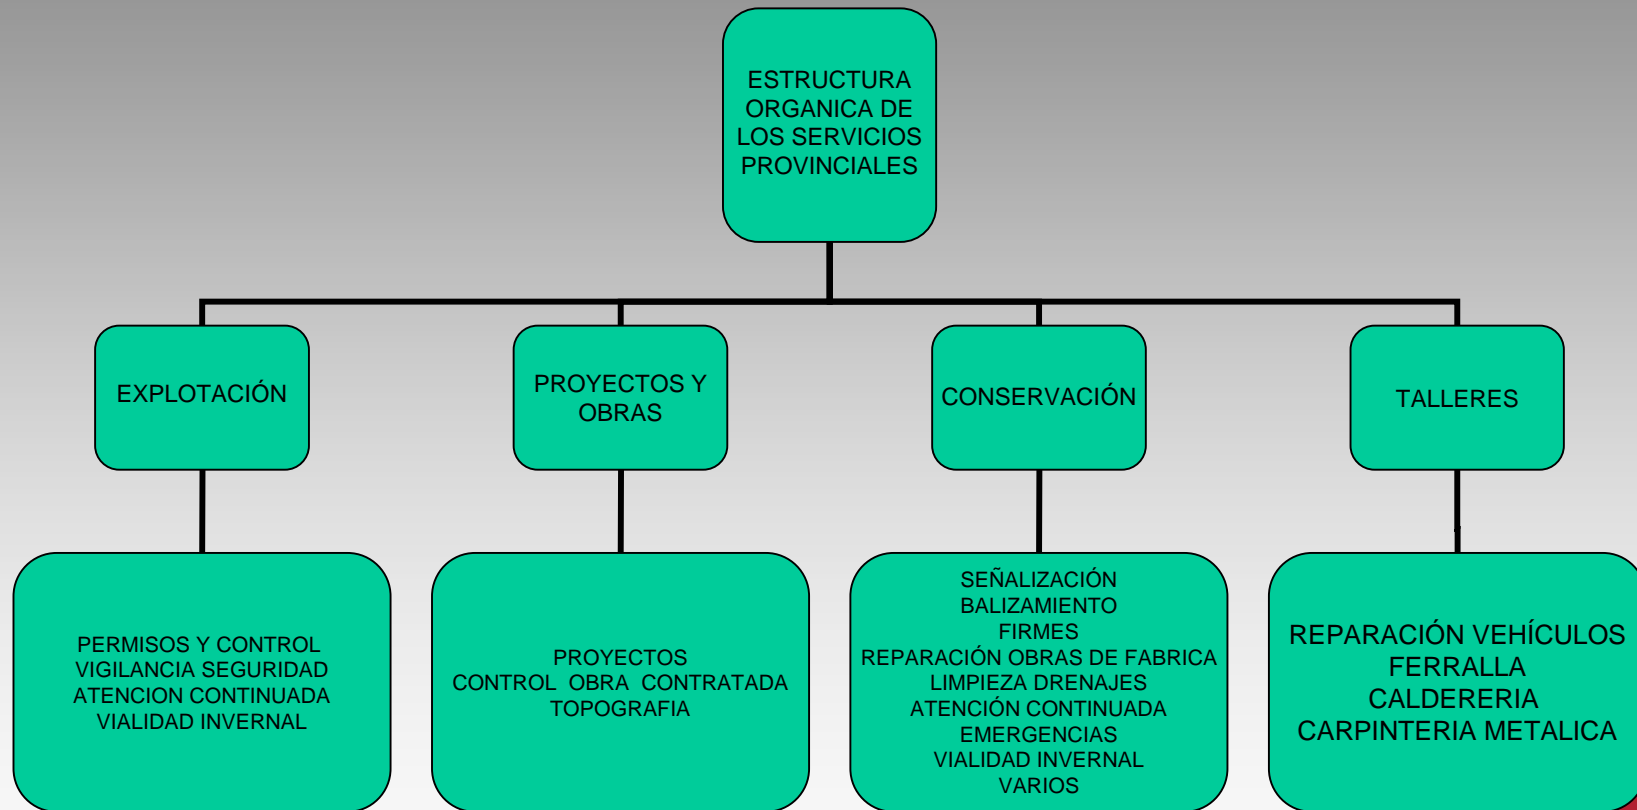 ESTRUCTURA
ORGANICA DE
LOS SERVICIOS
PROVINCIALES
EXPLOTACIÓN
PROYECTOS Y
OBRAS
CONSERVACIÓN
TALLERES
PERMISOS Y CONTROL
VIGILANCIA SEGURIDAD
ATENCION CONTINUADA
VIALIDAD INVERNAL
PROYECTOS
CONTROL OBRA CONTRATADA
TOPOGRAFIA
SEÑALIZACIÓN
BALIZAMIENTO
FIRMES
REPARACIÓN OBRAS DE FABRICA
LIMPIEZA DRENAJES
ATENCIÓN CONTINUADA
EMERGENCIAS
VIALIDAD INVERNAL
VARIOS
REPARACIÓN VEHÍCULOS
FERRALLA
CALDERERIA
CARPINTERIA METALICA